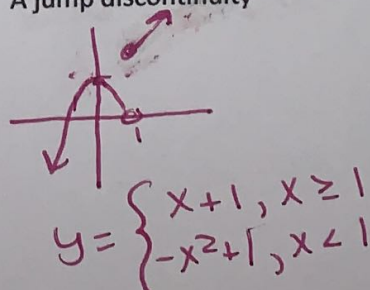 A jump discontinuity
1
y = { x+1, x ≥ 1
-x²+1, x < 1